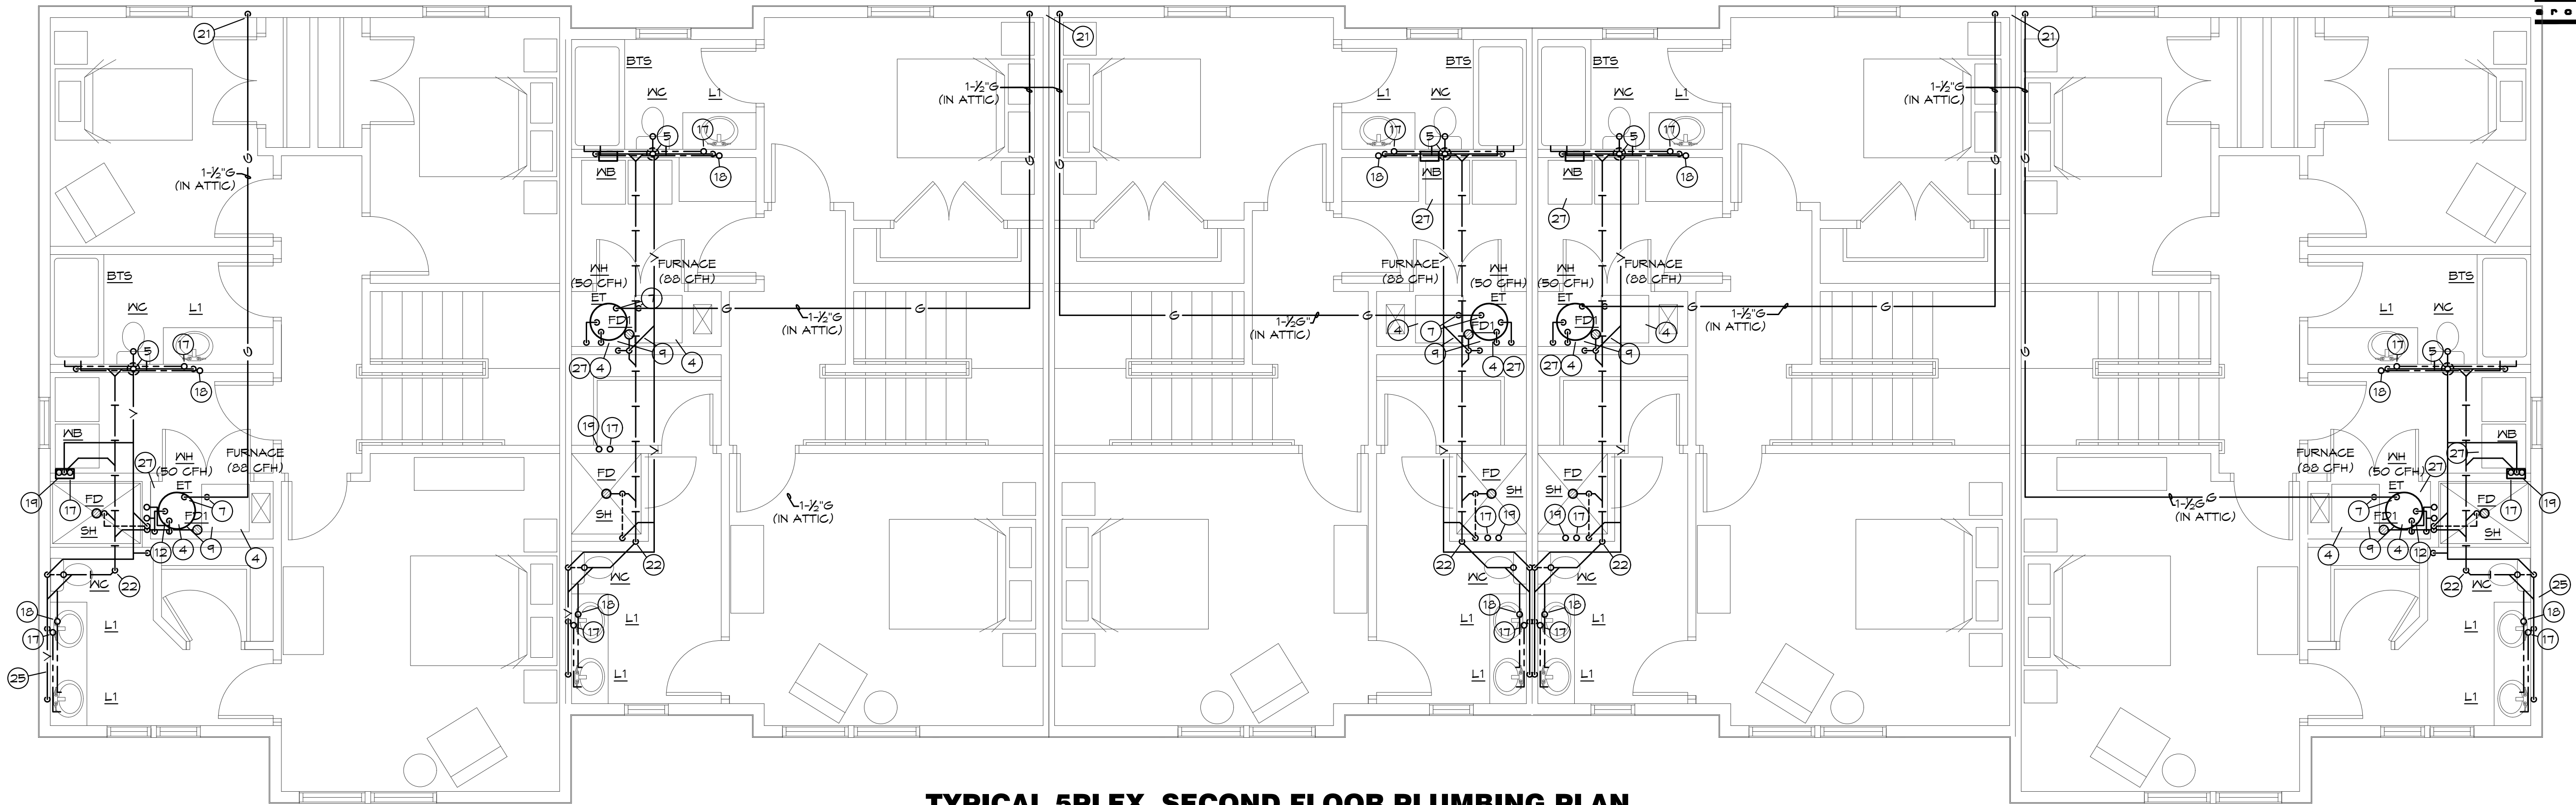 aro
21
21
21
BTS
WC
L1
1-½"G
(IN ATTIC)
BTS
L1
WC
BTS
WC
L1
1-½"G
(IN ATTIC)
5
17
18
WB
17
5
18
WB
27
5
17
18
WB
27
G
G
G
G
G
1-½"G
(IN ATTIC)
BTS
WC
L1
WH
(50 CFH)
FURNACE
(88 CFH)
ET
7
FD1
G
G
1-½"G
(IN ATTIC)
9
4
4
27
G
G
1-½G"
(IN ATTIC)
FURNACE
(88 CFH)
WH
(50 CFH)
ET
4
7
FD1
9
4
27
WH
(50 CFH)
FURNACE
(88 CFH)
ET
FD1
4
9
4
27
G
G
1-½"G
(IN ATTIC)
BTS
L1
WC
G
5
17
18
WB
19
17
FD
SH
27
WH
(50 CFH)
FURNACE
(88 CFH)
ET
7
FD1
12
4
9
4
WC
22
18
17
25
L1
L1
19
17
FD
SH
22
18
17
L1
L1
1-½"G
(IN ATTIC)
FD
SH
17
19
22
WC
18
17
L1
L1
FD
SH
19
17
22
WC
18
17
L1
L1
G
17
5
18
WB
27
FURNACE
(88 CFH)
WH
(50 CFH)
27
ET
7
FD1
4
9
4
12
FD
SH
17
19
1-½G
(IN ATTIC)
22
WC
25
18
17
L1
L1
TYPICAL 5PLEX SECOND FLOOR PLUMBING PLAN